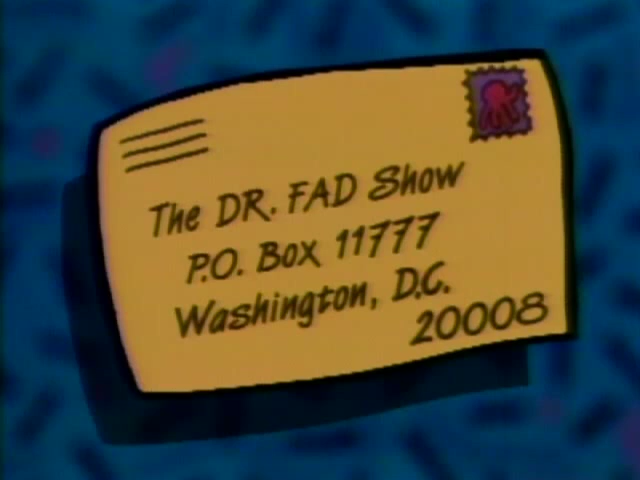 The DR. FAD Show
P.O. Box 11777
Washington, D.C.
20008